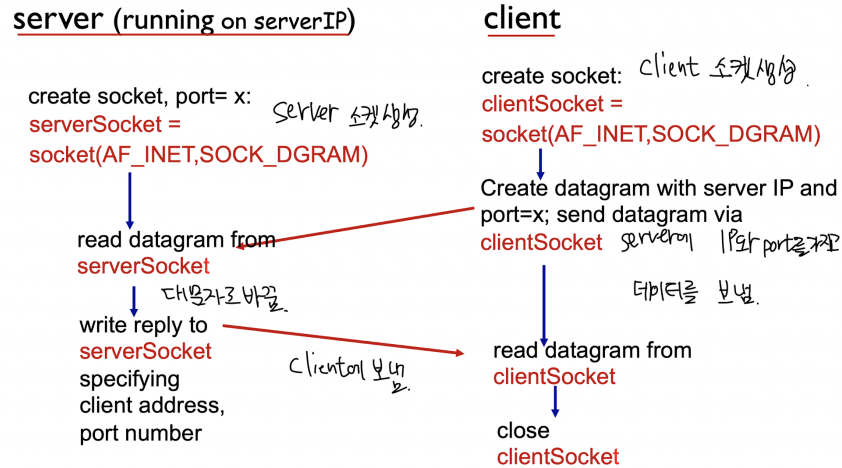 server (running on serverIP)
create socket, port= x:
serverSocket =
socket(AF_INET,SOCK_DGRAM)
server 소켓생성.
read datagram from
serverSocket
대문자로바꿈.
write reply to
serverSocket
specifying
client address,
port number
Client에 보냄.
client
create socket:
clientSocket =
socket(AF_INET,SOCK_DGRAM)
Client 소켓생성.
Create datagram with server IP and
port=x; send datagram via
clientSocket
server에 IP와 port를가지고
데이터를 보냄.
read datagram from
clientSocket
close
clientSocket